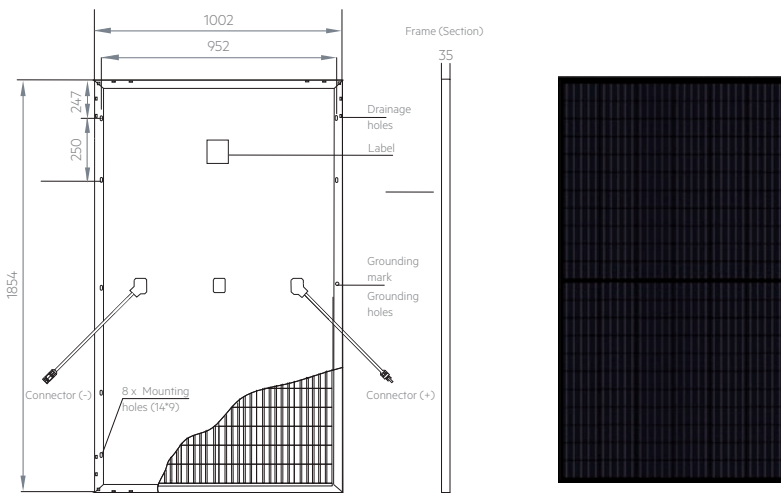 1002
Frame (Section)
952
35
247
Drainage
holes
250
Label
1854
Grounding
mark
Grounding
holes
Connector (-)
8 x Mounting
holes (14*9)
Connector (+)